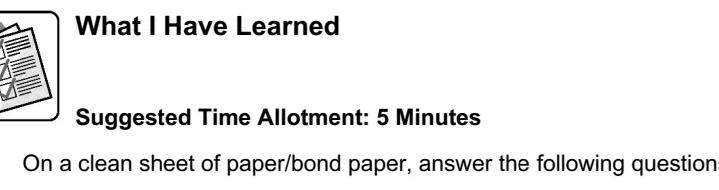 What I Have Learned
Suggested Time Allotment: 5 Minutes
On a clean sheet of paper/bond paper, answer the following question